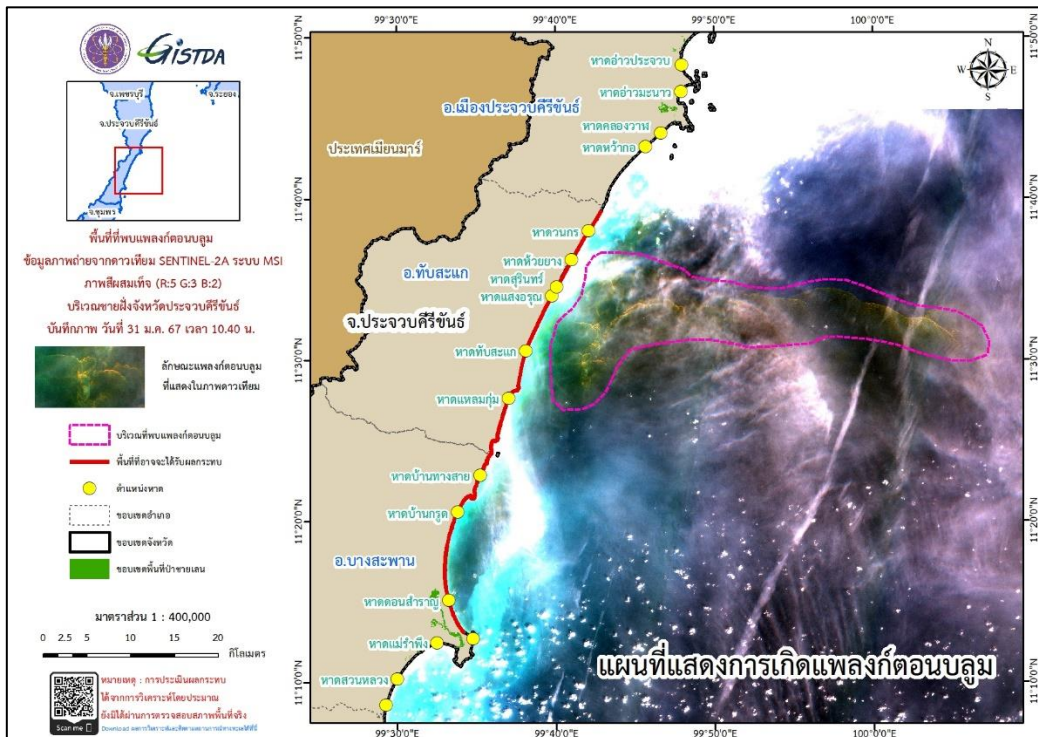 GISTDA
จ.เพชรบุรี
จ.ระยอง
จ.ประจวบคีรีขันธ์
จ.ชุมพร
พื้นที่ที่พบแพลงก์ตอนบลูม
ข้อมูลภาพถ่ายจากดาวเทียม SENTINEL-2A ระบบ MSI
ภาพสีผสมเท็จ (R:5 G:3 B:2)
บริเวณชายฝั่งจังหวัดประจวบคีรีขันธ์
บันทึกภาพ วันที่ 31 ม.ค. 67 เวลา 10.40 น.
ลักษณะแพลงก์ตอนบลูม
ที่แสดงในภาพดาวเทียม
บริเวณที่พบแพลงก์ตอนบลูม
พื้นที่ที่อาจจะได้รับผลกระทบ
ตำแหน่งหาด
ขอบเขตอำเภอ
ขอบเขตจังหวัด
ขอบเขตพื้นที่ป่าชายเลน
มาตราส่วน 1 : 400,000
0 2.5 5 10 15 20
กิโลเมตร
หมายเหตุ : การประเมินผลกระทบ
ได้จากการวิเคราะห์โดยประมาณ
ยังมิได้ผ่านการตรวจสอบสภาพพื้นที่จริง
Scan me
99°30'0"E 99°40'0"E 99°50'0"E 100°0'0"E
11°50'0"N 11°50'0"N
N
W E
S
หาดอ่าวประจวบ
หาดอ่าวมะนาว
อ.เมืองประจวบคีรีขันธ์
หาดคลองวาฬ
หาดหว้ากอ
ประเทศเมียนมาร์
11°40'0"N 11°40'0"N
หาดวนกร
หาดห้วยยาง
อ.ทับสะแก
หาดสุรินทร์
หาดแสงอรุณ
จ.ประจวบคีรีขันธ์
หาดทับสะแก
11°30'0"N 11°30'0"N
หาดแหลมกุ่ม
หาดบ้านทางสาย
หาดบ้านกรูด
11°20'0"N 11°20'0"N
อ.บางสะพาน
หาดดอนสำราญ
หาดแม่รำพึง
แผนที่แสดงการเกิดแพลงก์ตอนบลูม
หาดสวนหลวง
11°10'0"N 11°10'0"N
99°30'0"E 99°40'0"E 99°50'0"E 100°0'0"E